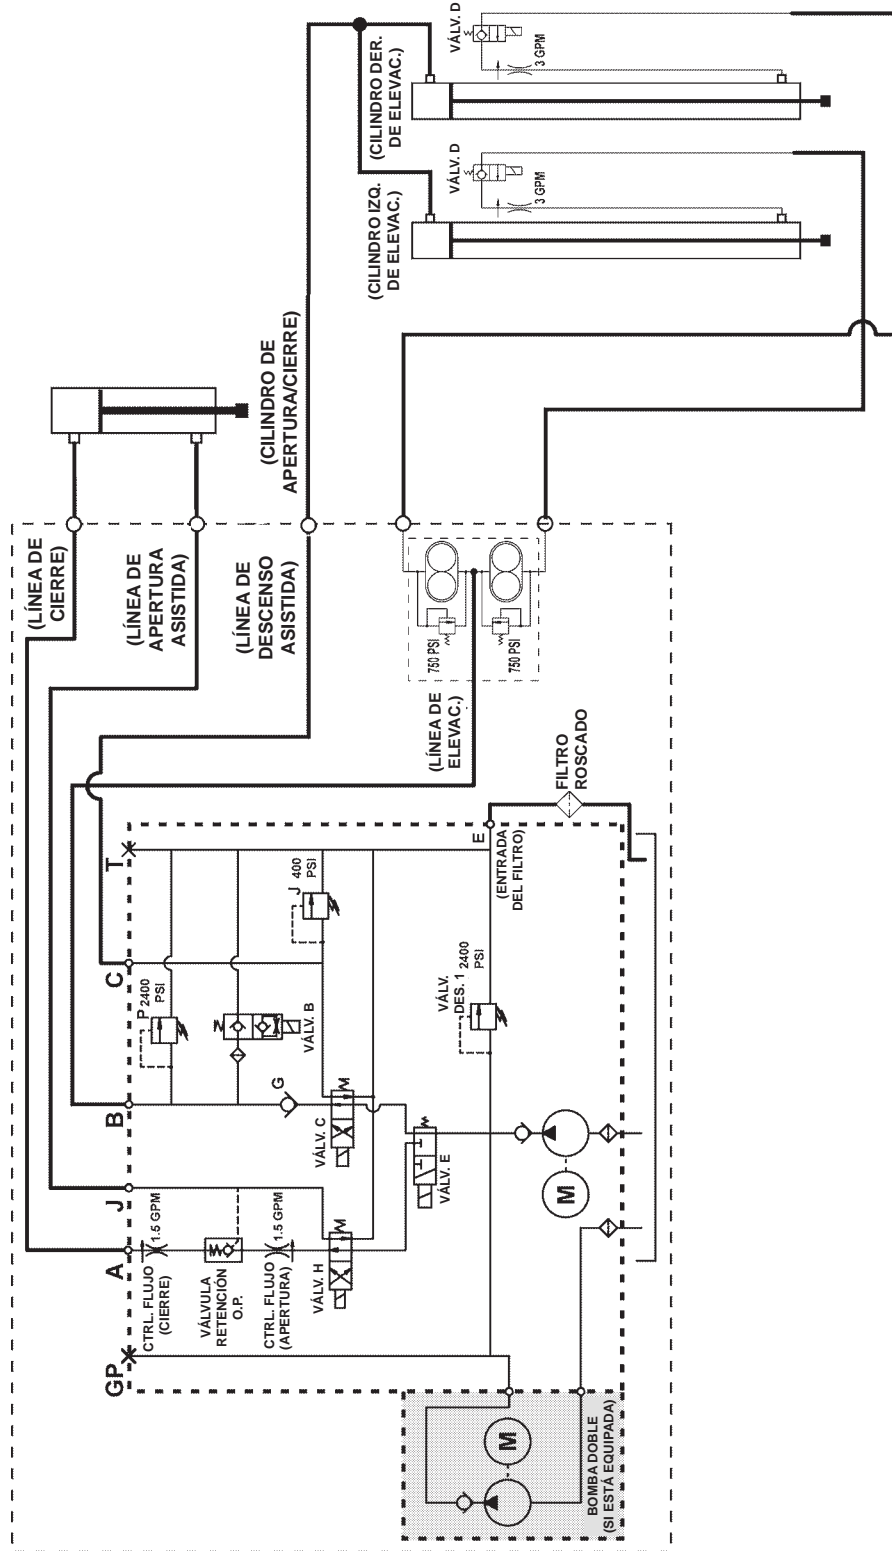 VÁLV. D
3 GPM
(CILINDRO DER.
DE ELEVAC.)
VÁLV. D
3 GPM
(CILINDRO IZQ.
DE ELEVAC.)
(CILINDRO DE
APERTURA/CIERRE)
(LÍNEA DE
CIERRE)
(LÍNEA DE
APERTURA
ASISTIDA)
(LÍNEA DE
DESCENSO
ASISTIDA)
750 PSI
750 PSI
(LÍNEA DE
ELEVAC.)
FILTRO
ROSCADO
T
E
(ENTRADA
DEL FILTRO)
J 400
PSI
C
P 2400
PSI
VÁLV. B
VÁLV.
DES. 1 2400
PSI
B
G
VÁLV. C
VÁLV. E
J
A
1.5 GPM
CTRL. FLUJO
(CIERRE)
VÁLVULA
RETENCIÓN
O.P.
1.5 GPM
CTRL. FLUJO
(APERTURA)
VÁLV. H
M
GP
M
BOMBA DOBLE
(SI ESTÁ EQUIPADA)